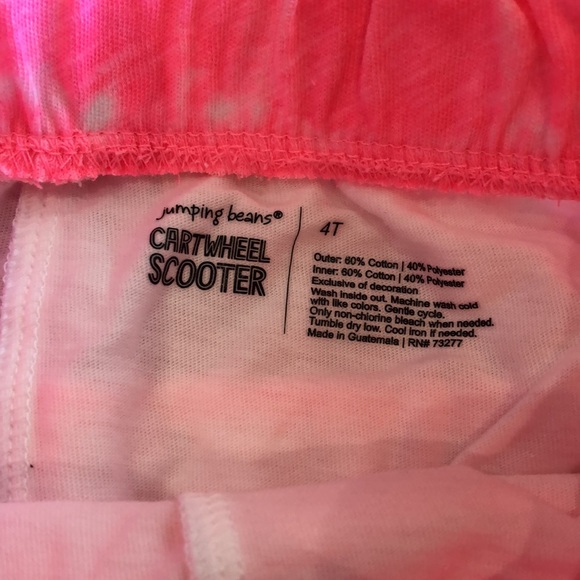 jumping beans®
CARTWHEEL
SCOOTER
4T
Outer: 60% Cotton | 40% Polyester
Inner: 60% Cotton | 40% Polyester
Exclusive of decoration
Wash inside out. Machine wash cold
with like colors. Gentle cycle.
Only non-chlorine bleach when needed.
Tumble dry low. Cool iron if needed.
Made in Guatemala | RN# 73277